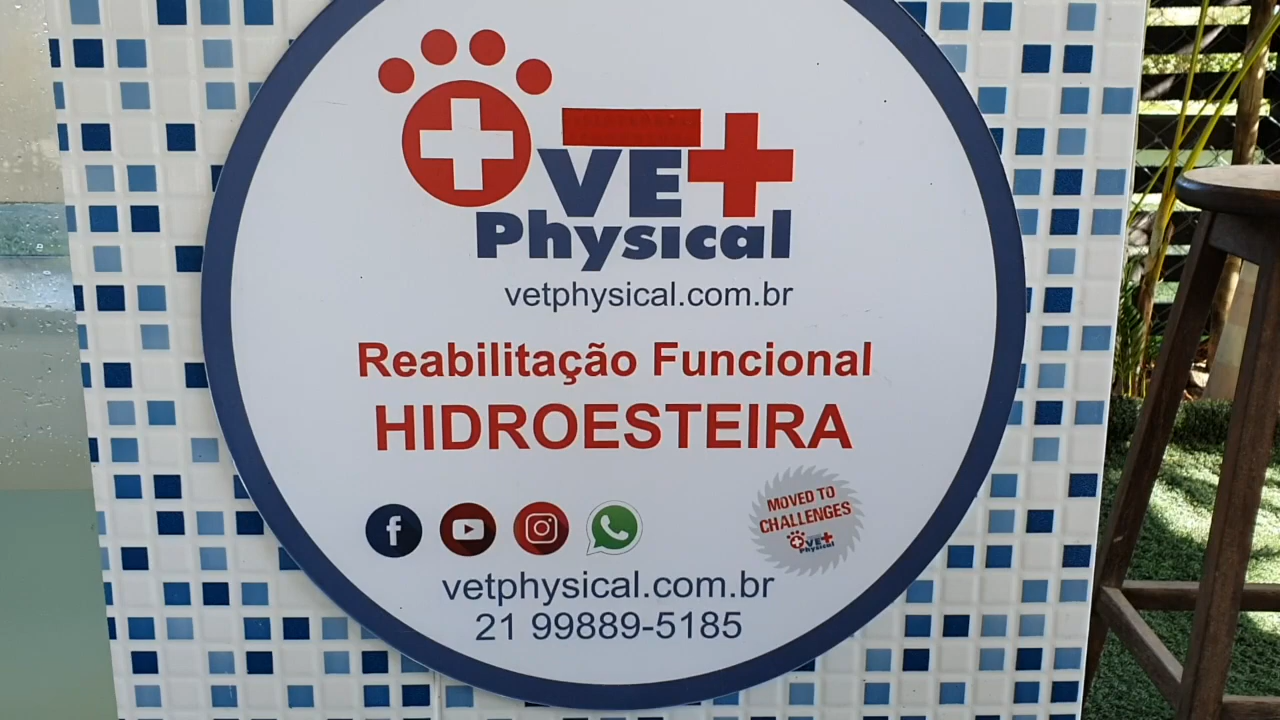 VET
Physical
vetphysical.com.br
Reabilitação Funcional
HIDROESTEIRA
MOVED TO
CHALLENGES
VET
Physical
vetphysical.com.br
21 99889-5185